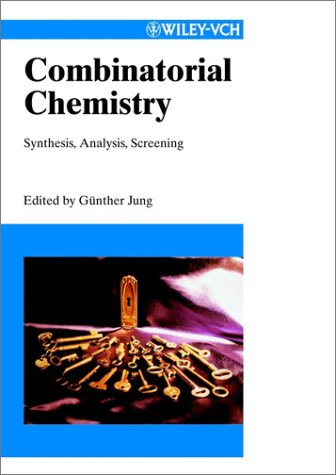 WILEY-VCH
Combinatorial
Chemistry
Synthesis, Analysis, Screening
Edited by Günther Jung